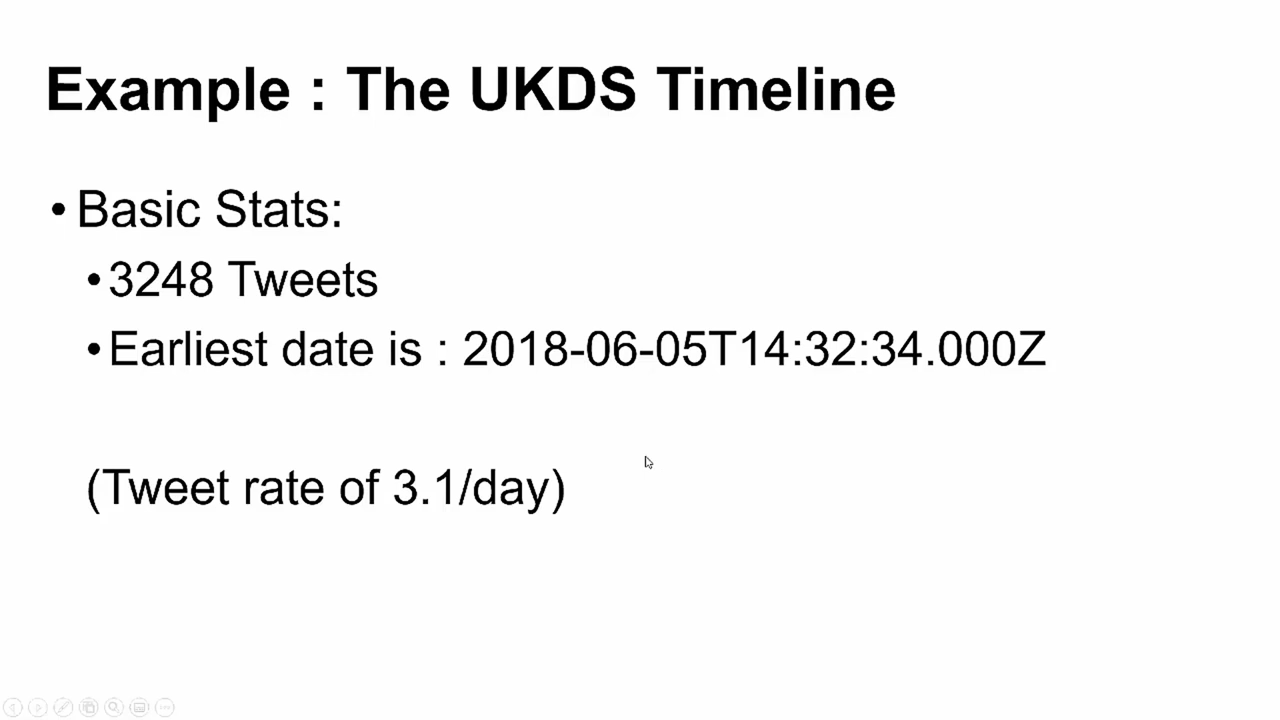 Example : The UKDS Timeline
• Basic Stats:
• 3248 Tweets
• Earliest date is : 2018-06-05T14:32:34.000Z
(Tweet rate of 3.1/day)